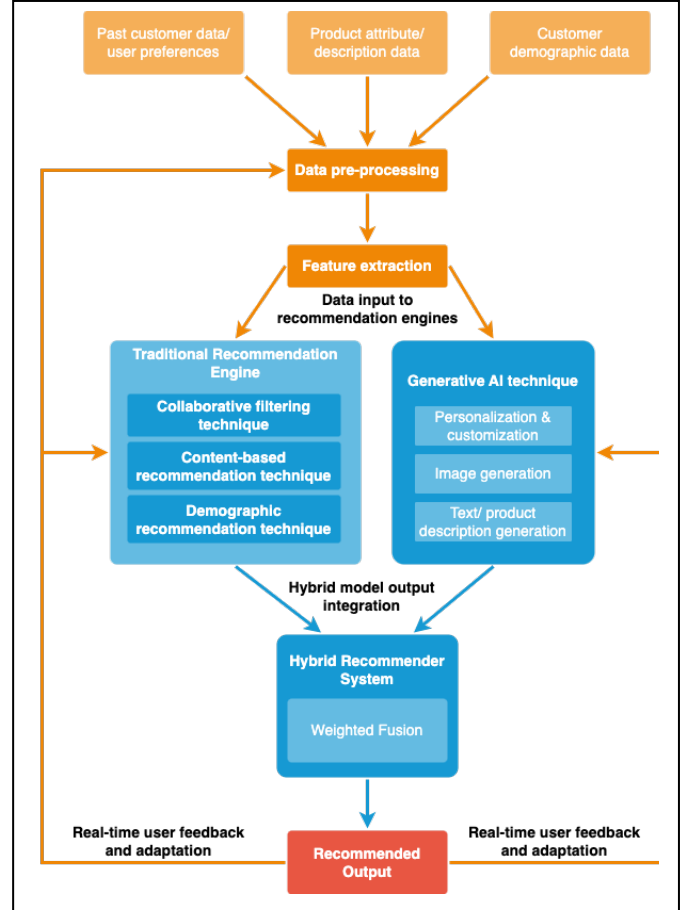 Past customer data/
user preferences
Product attribute/
description data
Customer
demographic data
Data pre-processing
Feature extraction
Data input to
recommendation engines
Traditional Recommendation
Engine
Collaborative filtering
technique
Content-based
recommendation technique
Demographic
recommendation technique
Generative AI technique
Personalization &
customization
Image generation
Text/ product
description generation
Hybrid model output
integration
Hybrid Recommender
System
Weighted Fusion
Real-time user feedback
and adaptation
Recommended
Output
Real-time user feedback
and adaptation